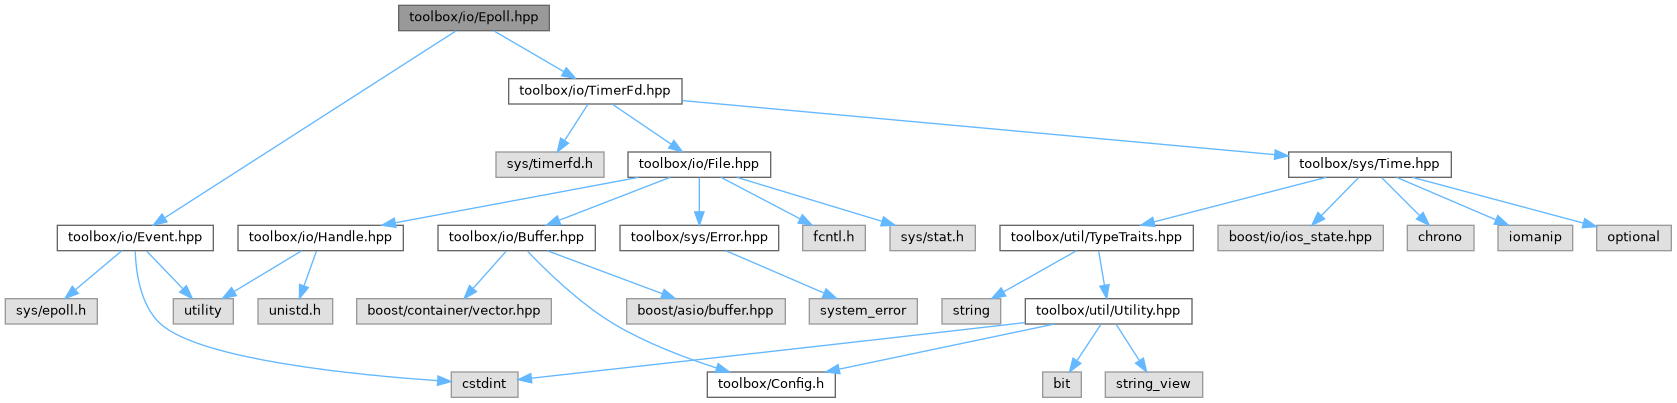 toolbox/io/Epoll.hpp
toolbox/io/TimerFd.hpp
sys/timerfd.h
toolbox/io/File.hpp
toolbox/sys/Time.hpp
toolbox/io/Event.hpp
toolbox/io/Handle.hpp
toolbox/io/Buffer.hpp
toolbox/sys/Error.hpp
fcntl.h
sys/stat.h
toolbox/util/TypeTraits.hpp
boost/io/ios_state.hpp
chrono
iomanip
optional
sys/epoll.h
utility
unistd.h
boost/container/vector.hpp
boost/asio/buffer.hpp
system_error
string
toolbox/util/Utility.hpp
cstdint
toolbox/Config.h
bit
string_view